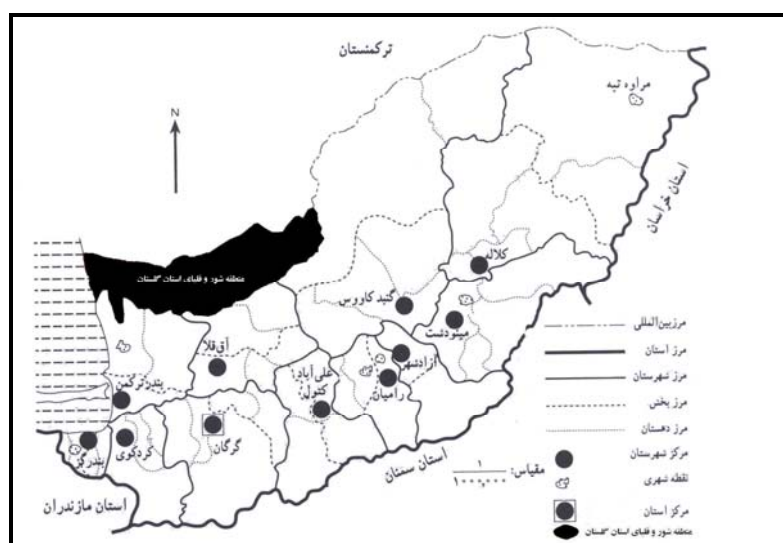 ترکمنستان
مراوه تپه
N
استان خراسان
کلاله
منطقه شور و قلیای استان گلستان
گنبد کاروس
مینودشت
آق‌قلا
آزادشهر
علی‌آباد
کتول
رامیان
بندرترکمن
گرگان
کردکوی
بندرگز
استان سمنان
استان مازندران
مرزبین‌المللی
مرز استان
مرز شهرستان
مرز بخش
مرز دهستان
مرکز شهرستان
نقطه شهری
مرکز استان
منطقه شور و قلیای استان گلستان
مقیاس: ۱/۱۰۰۰,۰۰۰